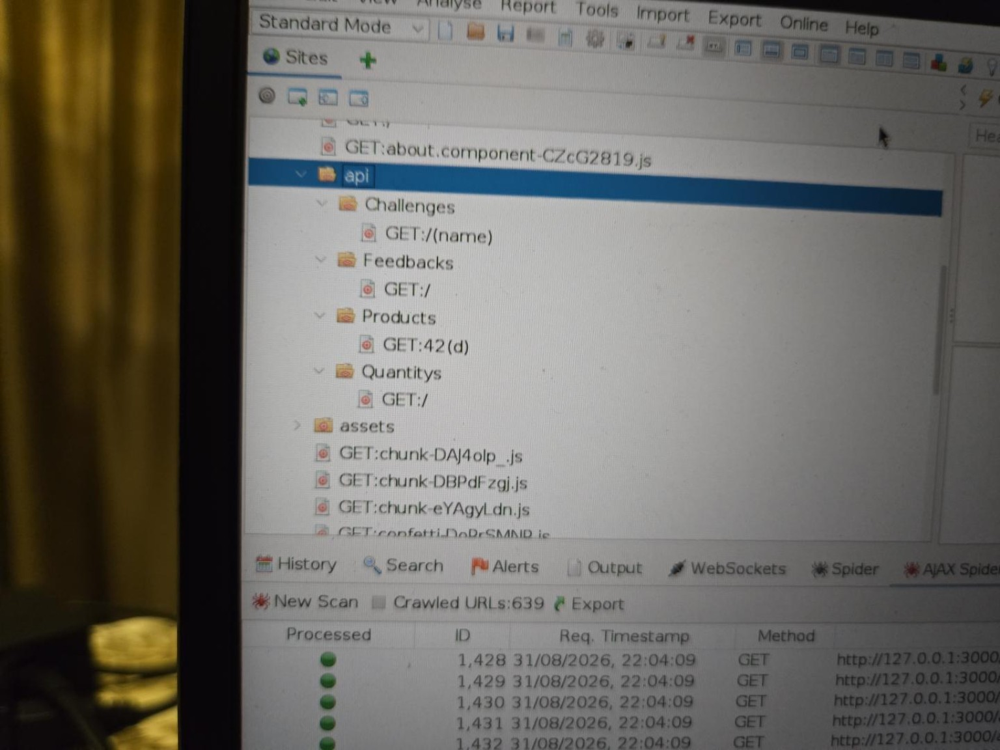 View Analyse Report Tools Import Export Online Help
Standard Mode
Sites
GET:/
GET:about.component-CZcG2819.js
api
Challenges
GET:/(name)
Feedbacks
GET:/
Products
GET:42(d)
Quantitys
GET:/
assets
GET:chunk-DAJ4olp_.js
GET:chunk-DBPdFzgj.js
GET:chunk-eYAgyLdn.js
History Search Alerts Output WebSockets Spider AJAX Spider
New Scan Crawled URLs:639 Export
Processed ID Req. Timestamp Method
1,428 31/08/2026, 22:04:09 GET http://127.0.0.1:3000/
1,429 31/08/2026, 22:04:09 GET http://127.0.0.1:3000/
1,430 31/08/2026, 22:04:09 GET http://127.0.0.1:3000/
1,431 31/08/2026, 22:04:09 GET http://127.0.0.1:3000/
1,432 31/08/2026, 22:04:09 GET http://127.0.0.1:3000/